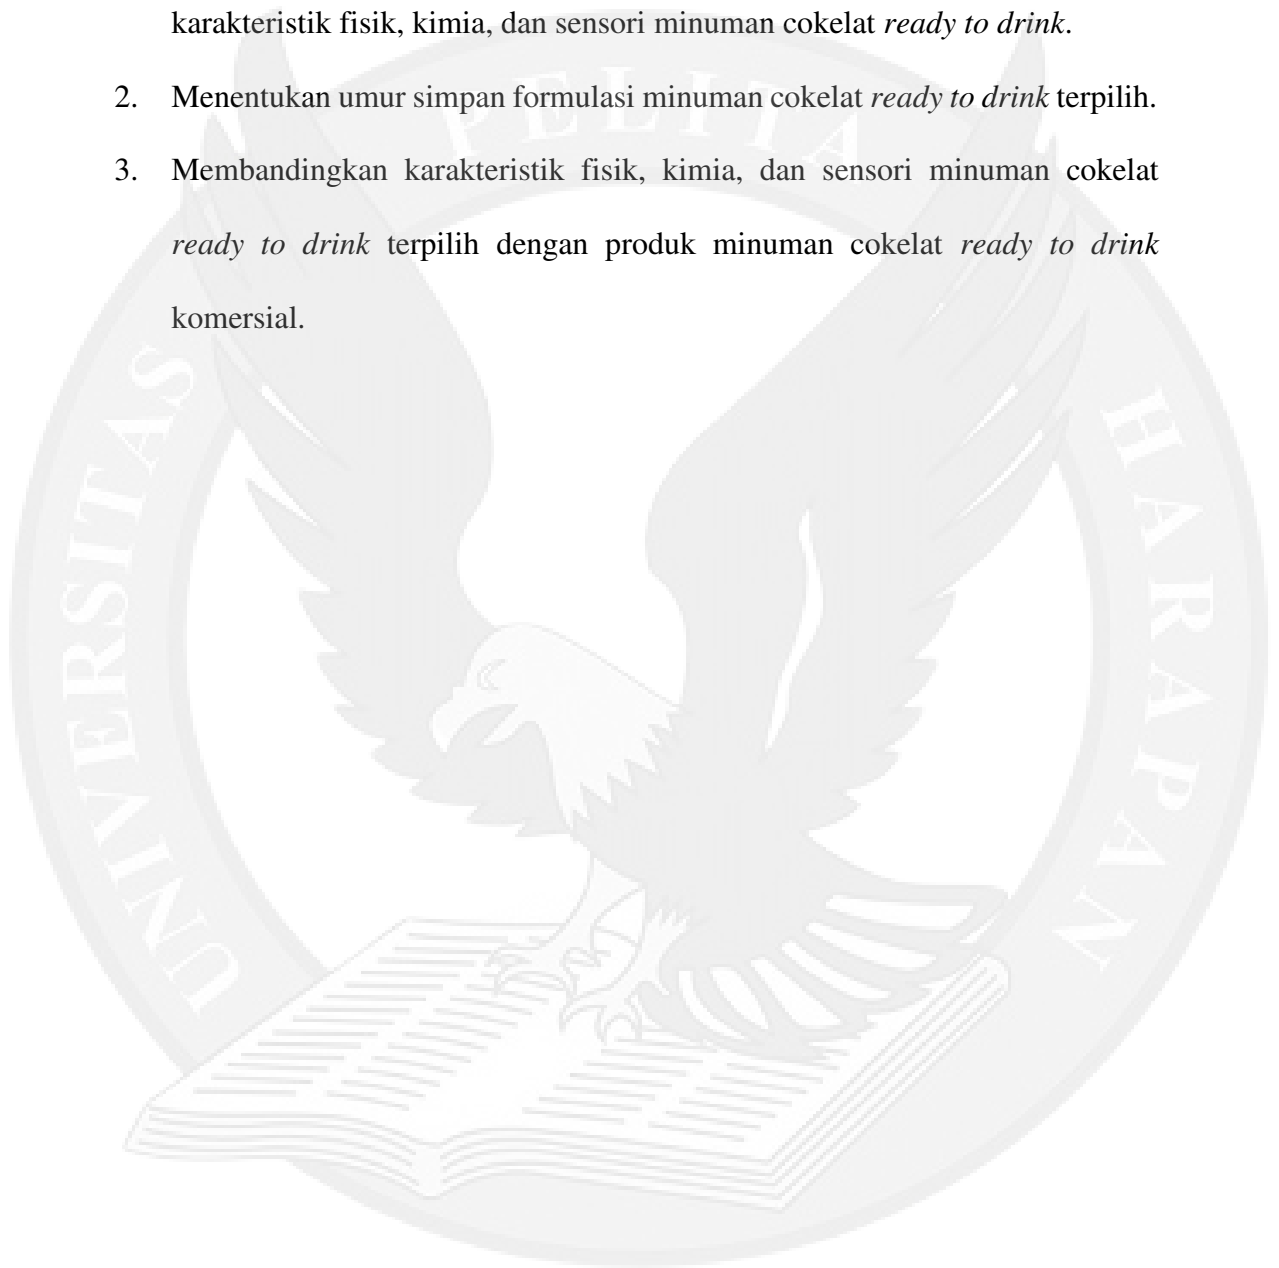 karakteristik fisik, kimia, dan sensori minuman cokelat ready to drink.
2. Menentukan umur simpan formulasi minuman cokelat ready to drink terpilih.
3. Membandingkan karakteristik fisik, kimia, dan sensori minuman cokelat
ready to drink terpilih dengan produk minuman cokelat ready to drink
komersial.
UNIVERSITAS PELITA HARAPAN